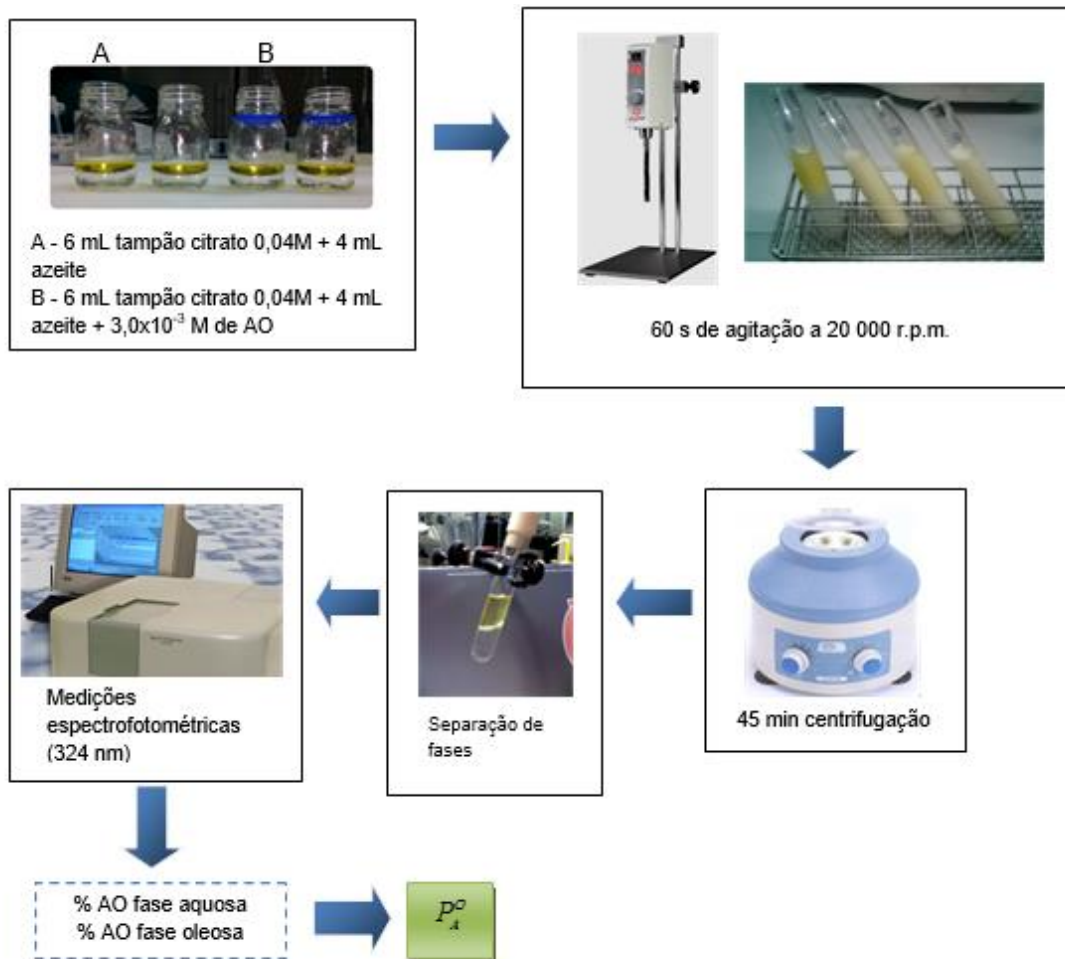 A
B
A - 6 mL tampão citrato 0,04M + 4 mL
azeite
B - 6 mL tampão citrato 0,04M + 4 mL
azeite + 3,0x10⁻³ M de AO
60 s de agitação a 20 000 r.p.m.
45 min centrifugação
Separação de
fases
Medições
espectrofotométricas
(324 nm)
% AO fase aquosa
% AO fase oleosa
P_A^O